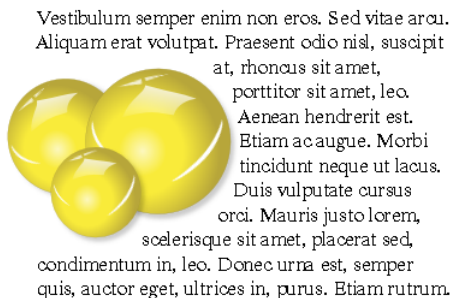 Vestibulum semper enim non eros. Sed vitae arcu.
Aliquam erat volutpat. Praesent odio nisl, suscipit
at, rhoncus sit amet,
porttitor sit amet, leo.
Aenean hendrerit est.
Etiam ac augue. Morbi
tincidunt neque ut lacus.
Duis vulputate cursus
orci. Mauris justo lorem,
scelerisque sit amet, placerat sed,
condimentum in, leo. Donec urna est, semper
quis, auctor eget, ultrices in, purus. Etiam rutrum.